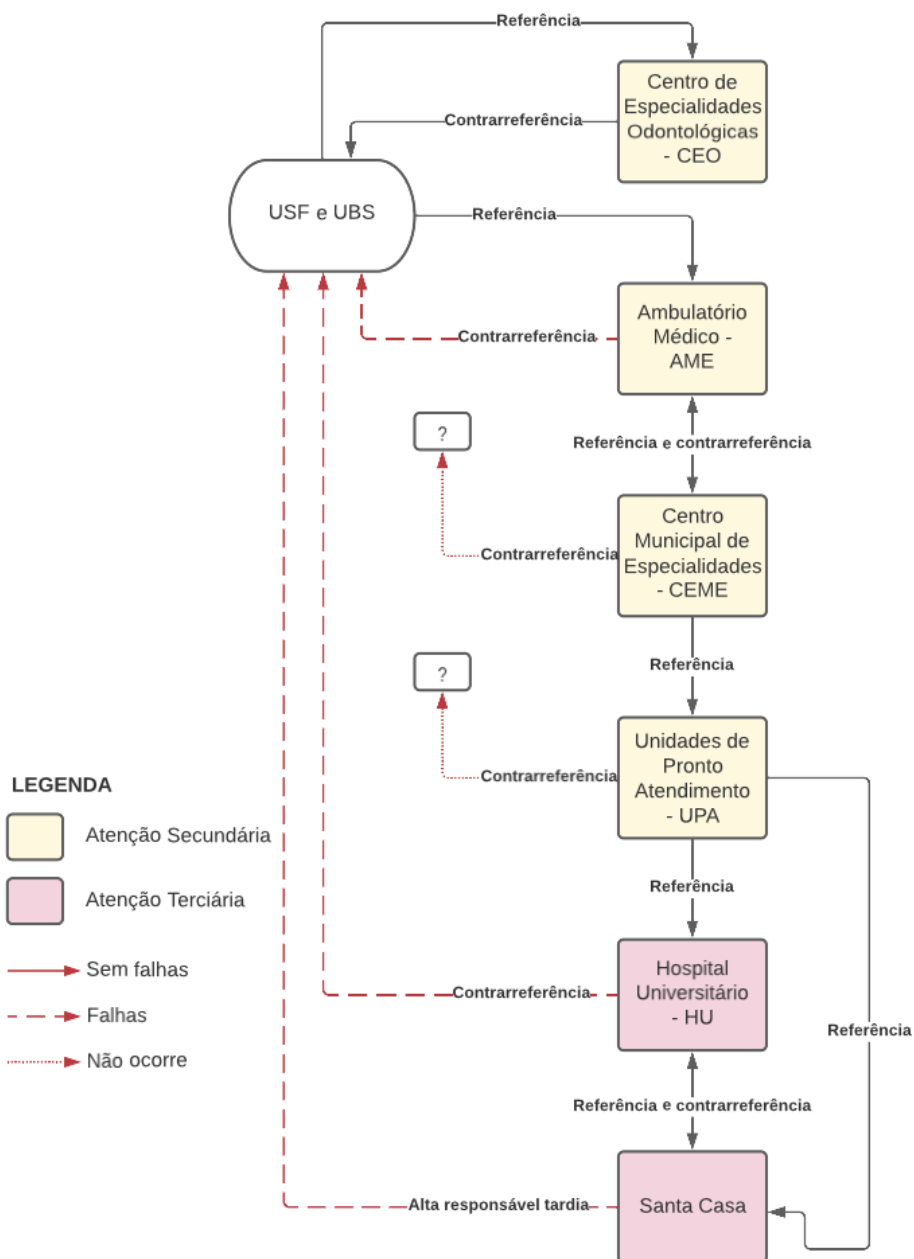 Referência
Centro de
Especialidades
Odontológicas
- CEO
Contrarreferência
USF e UBS
Referência
Ambulatório
Médico -
AME
Contrarreferência
?
Referência e contrarreferência
Centro
Municipal de
Especialidades
- CEME
Contrarreferência
Referência
?
Unidades de
Pronto
Atendimento
- UPA
Contrarreferência
LEGENDA
Atenção Secundária
Atenção Terciária
Sem falhas
Falhas
Não ocorre
Referência
Hospital
Universitário
- HU
Contrarreferência
Referência
Referência e contrarreferência
Santa Casa
Alta responsável tardia